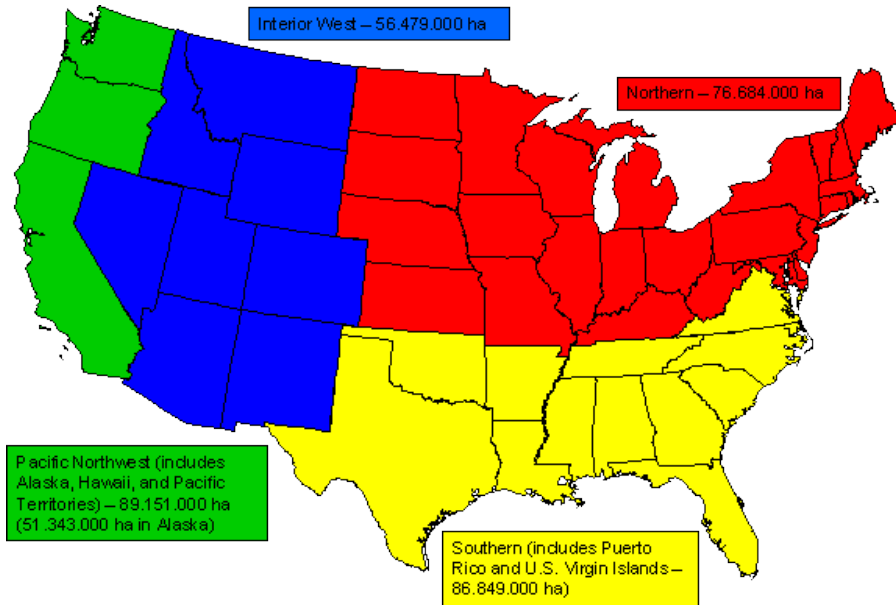 Interior West – 56.479.000 ha
Northern – 76.684.000 ha
Pacific Northwest (includes
Alaska, Hawaii, and Pacific
Territories) – 89.151.000 ha
(51.343.000 ha in Alaska)
Southern (includes Puerto
Rico and U.S. Virgin Islands –
86.849.000 ha)